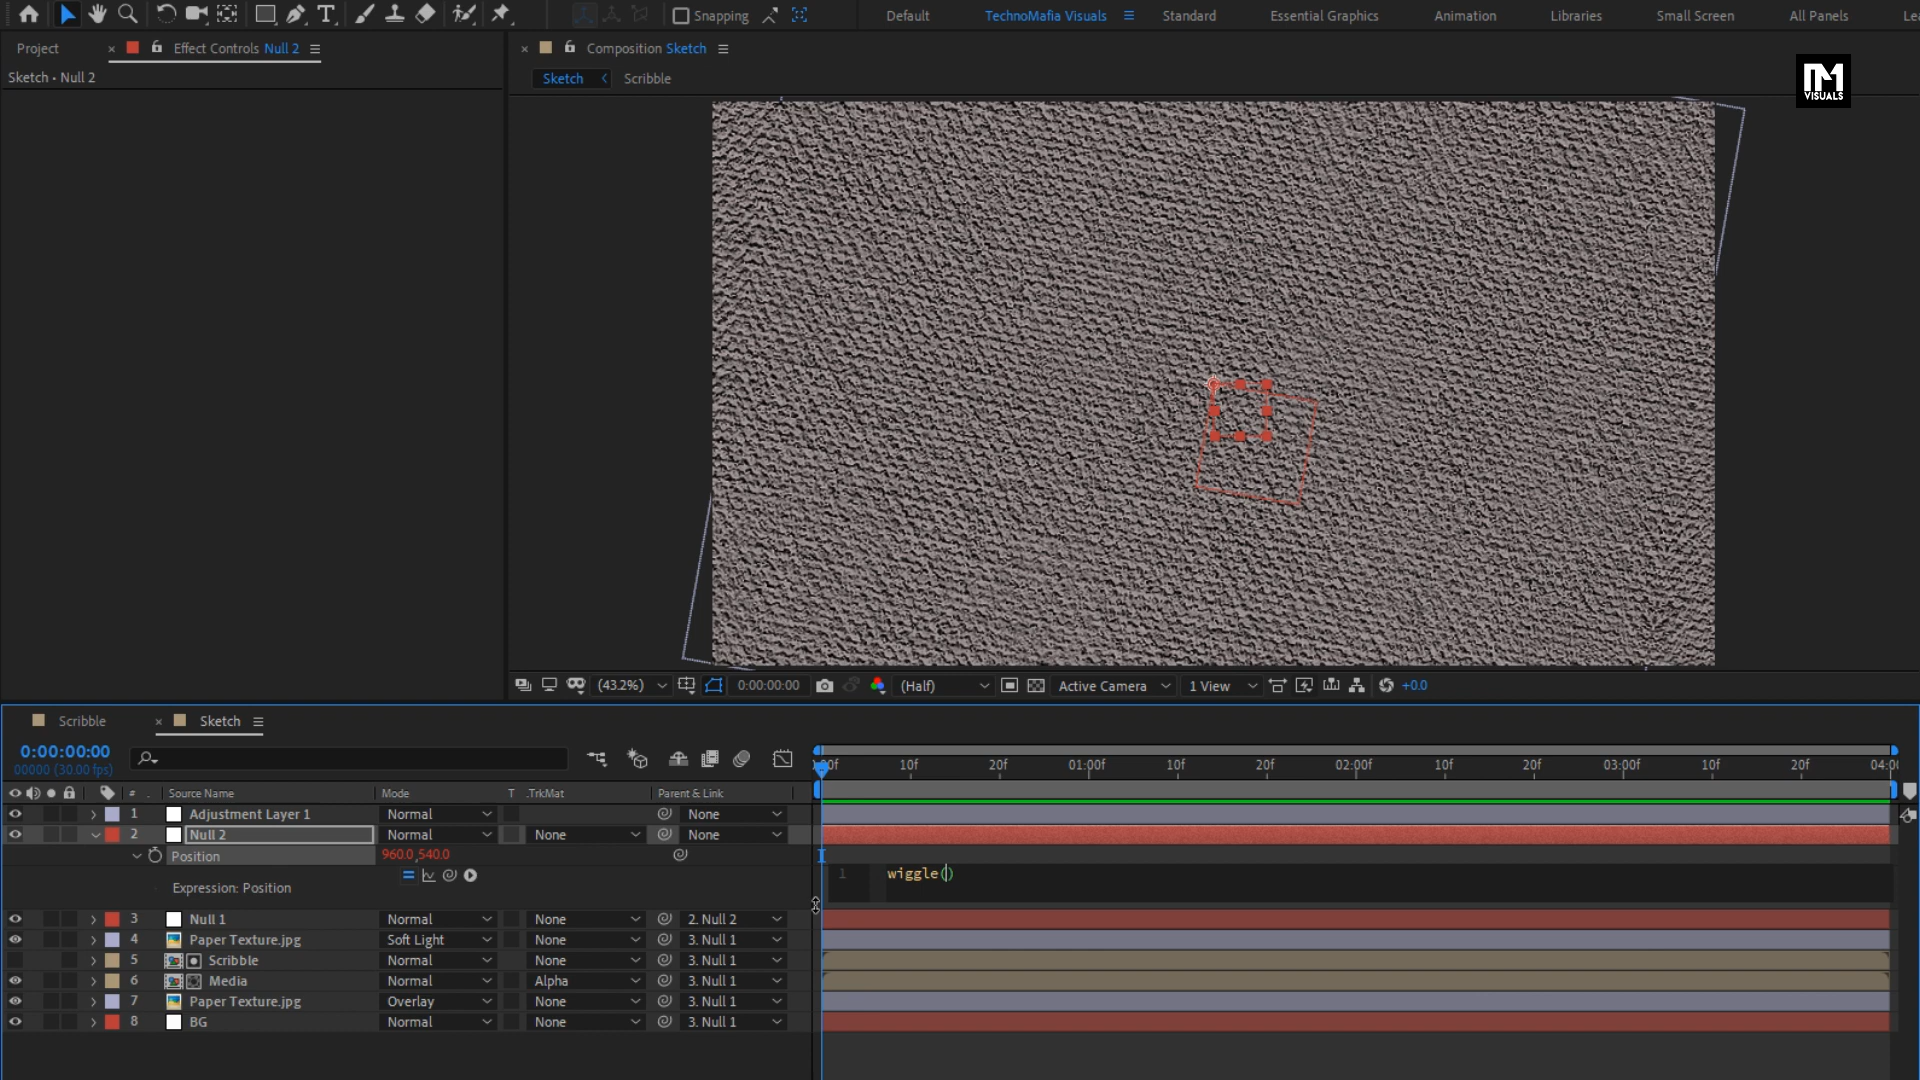 Snapping
Default
TechnoMafia Visuals
Standard
Essential Graphics
Animation
Libraries
Small Screen
All Panels
Lea
Project
× Effect Controls Null 2
× Composition Sketch
Sketch • Null 2
Sketch
Scribble
M
VISUALS
(43.2%)
0:00:00:00
(Half)
Active Camera
1 View
+0.0
Scribble
× Sketch
0:00:00:00
00000 (30.00 fps)
:00f 10f 20f 01:00f 10f 20f 02:00f 10f 20f 03:00f 10f 20f 04:00
# . Source Name Mode T .TrkMat Parent & Link
1 Adjustment Layer 1 Normal None
2 Null 2 Normal None None
Position 960.0,540.0
1 wiggle()
Expression: Position
3 Null 1 Normal None 2. Null 2
4 Paper Texture.jpg Soft Light None 3. Null 1
5 Scribble Normal None 3. Null 1
6 Media Normal Alpha 3. Null 1
7 Paper Texture.jpg Overlay None 3. Null 1
8 BG Normal None 3. Null 1